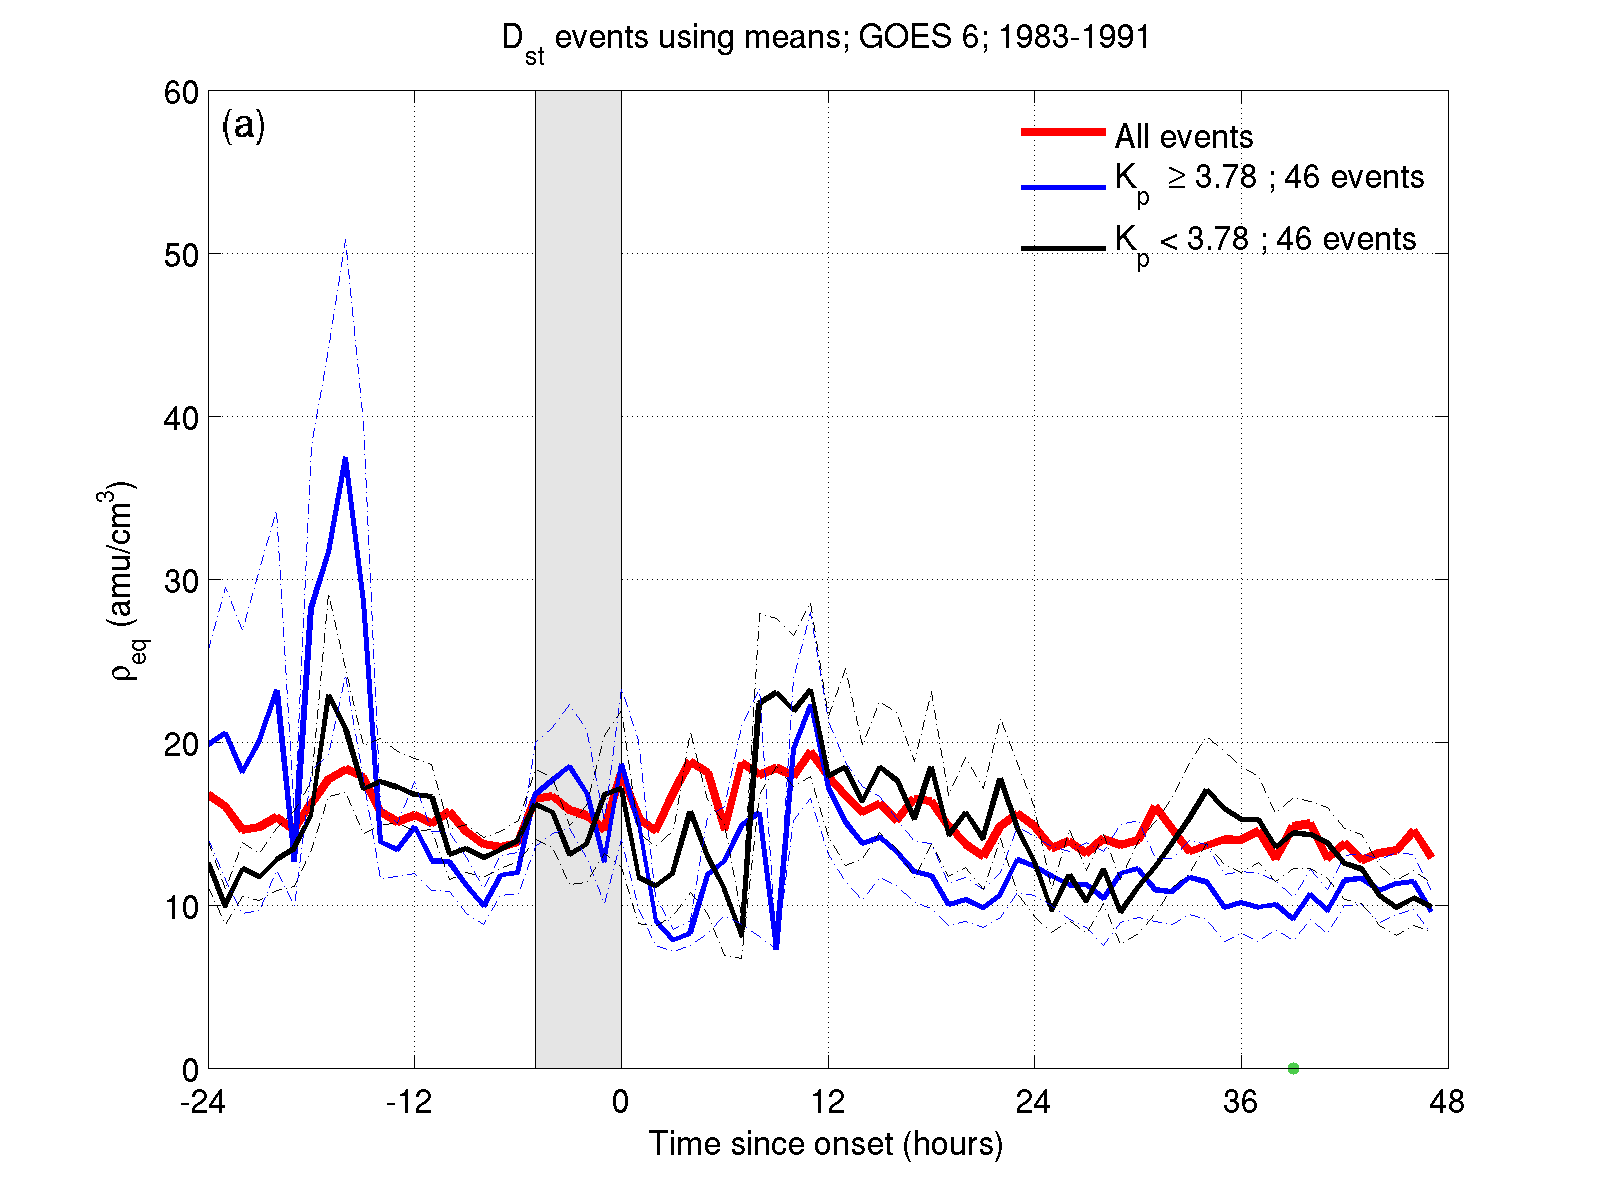 D_st events using means; GOES 6; 1983-1991
(a)
All events
K_p ≥ 3.78 ; 46 events
K_p < 3.78 ; 46 events
60
50
40
30
20
10
0
ρ_eq (amu/cm^3)
-24 -12 0 12 24 36 48
Time since onset (hours)